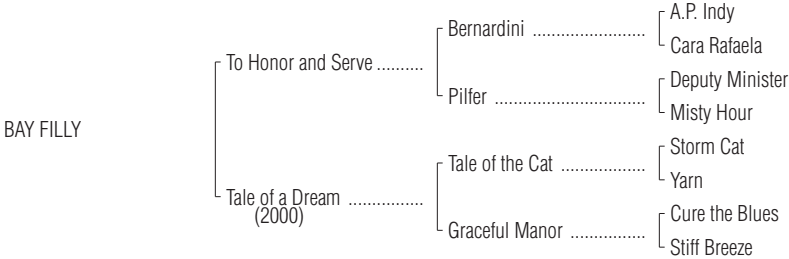 A.P. Indy
Bernardini ........................
Cara Rafaela
To Honor and Serve ..........
Deputy Minister
Pilfer ................................
Misty Hour
BAY FILLY
Storm Cat
Tale of the Cat ..................
Yarn
Tale of a Dream ................
(2000)
Cure the Blues
Graceful Manor ................
Stiff Breeze